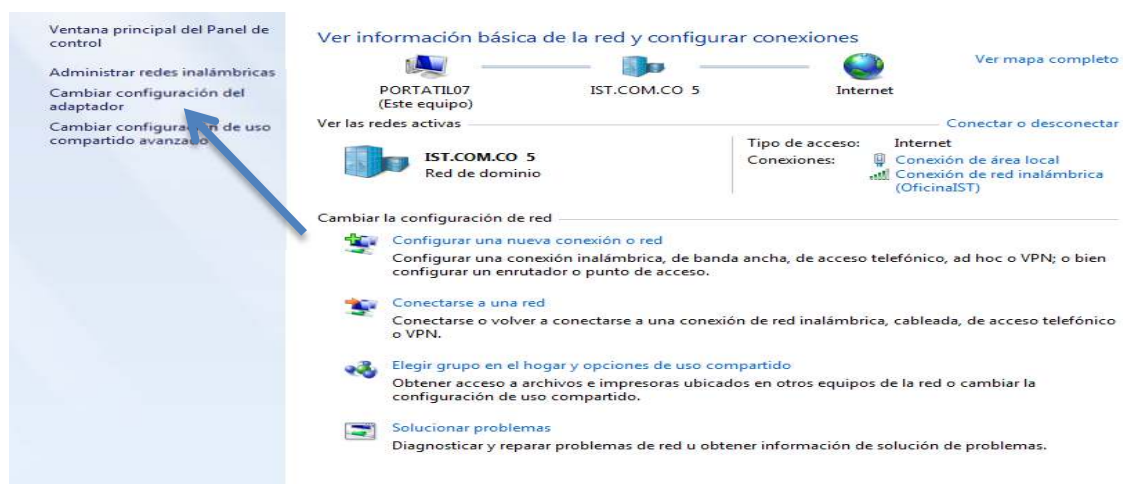 Ventana principal del Panel de
control
Administrar redes inalámbricas
Cambiar configuración del
adaptador
Cambiar configuración de uso
compartido avanzado
Ver información básica de la red y configurar conexiones
Ver mapa completo
PORTATIL07
(Este equipo)
IST.COM.CO 5
Internet
Ver las redes activas
Conectar o desconectar
IST.COM.CO 5
Red de dominio
Tipo de acceso: Internet
Conexiones: Conexión de área local
Conexión de red inalámbrica
(OficinaIST)
Cambiar la configuración de red
Configurar una nueva conexión o red
Configurar una conexión inalámbrica, de banda ancha, de acceso telefónico, ad hoc o VPN; o bien
configurar un enrutador o punto de acceso.
Conectarse a una red
Conectarse o volver a conectarse a una conexión de red inalámbrica, cableada, de acceso telefónico
o VPN.
Elegir grupo en el hogar y opciones de uso compartido
Obtener acceso a archivos e impresoras ubicados en otros equipos de la red o cambiar la
configuración de uso compartido.
Solucionar problemas
Diagnosticar y reparar problemas de red u obtener información de solución de problemas.